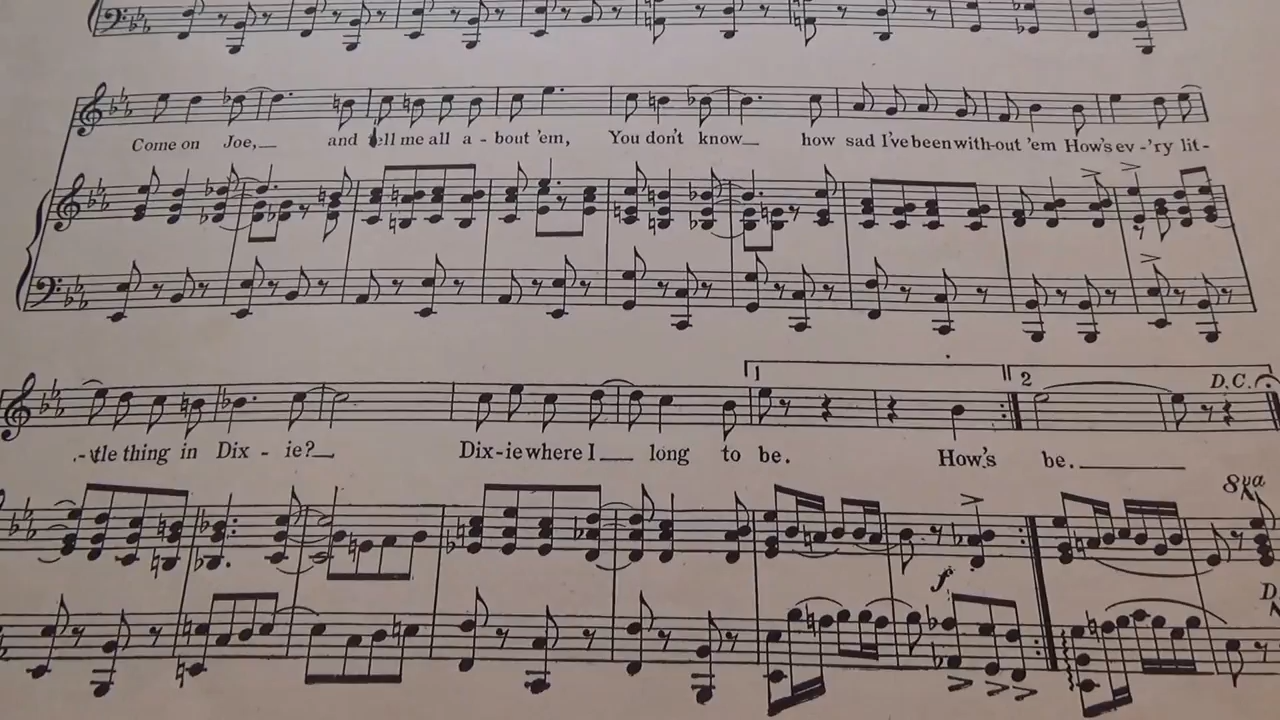 Come on Joe, and tell me all a - bout 'em, You don't know how sad I've been with-out 'em How's ev -'ry lit-
1 2 D.C.
-tle thing in Dix - ie? Dix-ie where I long to be. How's be.
8va
f
D